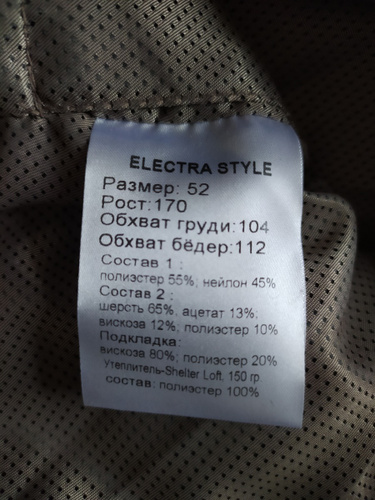 ELECTRA STYLE
Размер: 52
Рост:170
Обхват груди:104
Обхват бёдер:112
Состав 1 :
полиэстер 55%; нейлон 45%
Состав 2 :
шерсть 65%; ацетат 13%;
вискоза 12%; полиэстер 10%
Подкладка:
вискоза 80%; полиэстер 20%
Утеплитель-Shelter Loft. 150 гр
состав: полиэстер 100%